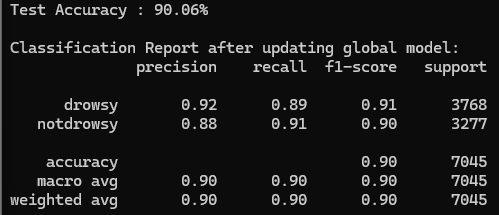 Test Accuracy : 90.06%
Classification Report after updating global model:
precision recall f1-score support
drowsy 0.92 0.89 0.91 3768
notdrowsy 0.88 0.91 0.90 3277
accuracy 0.90 7045
macro avg 0.90 0.90 0.90 7045
weighted avg 0.90 0.90 0.90 7045